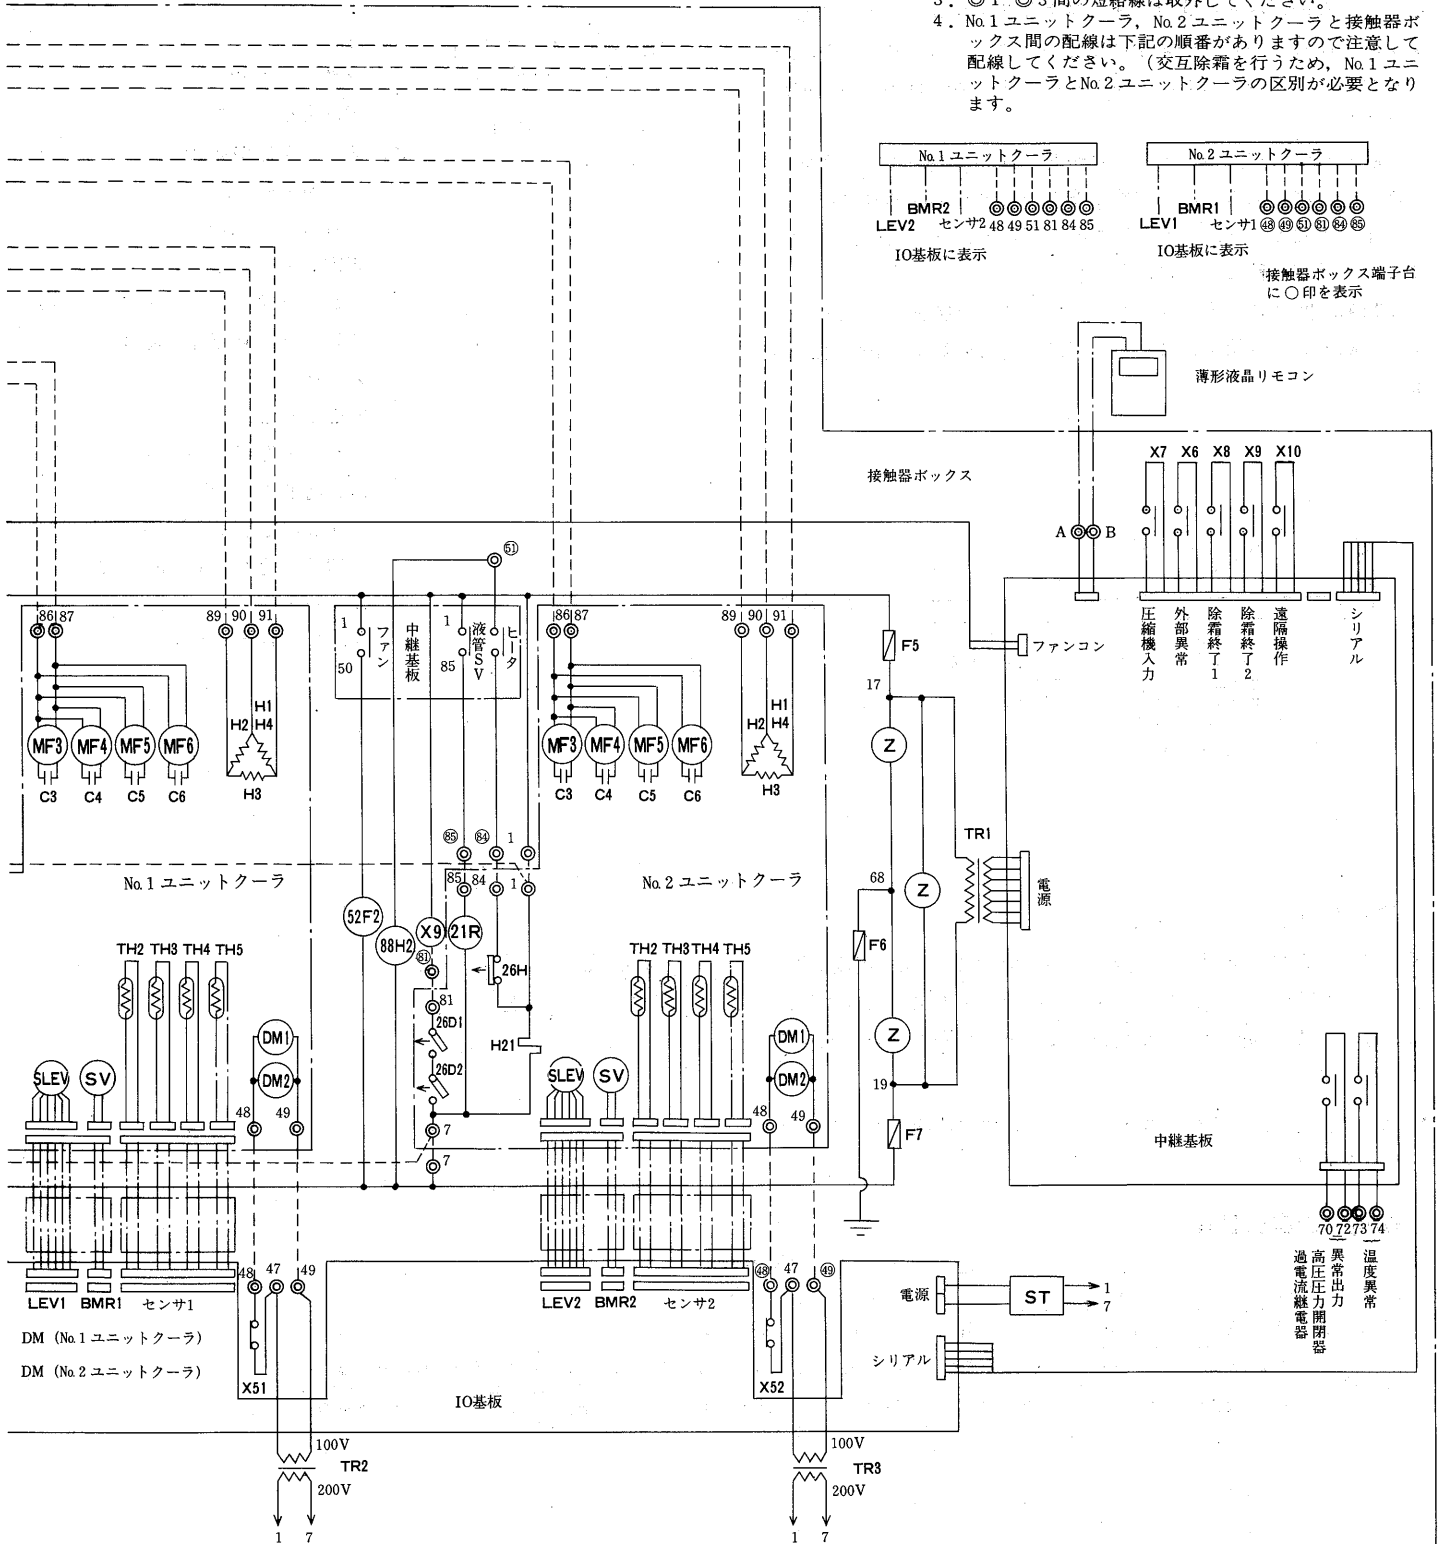 3．◎1　◎3間の短絡線は取外してください。
4．No.1ユニットクーラ，No.2ユニットクーラと接触器ボ
ックス間の配線は下記の順番がありますので注意して
配線してください。（交互除霜を行うため，No.1ユニ
ットクーラとNo.2ユニットクーラの区別が必要となり
ます。
No.1ユニットクーラ
LEV2 BMR2 センサ2 48 49 51 81 84 85
IO基板に表示
No.2ユニットクーラ
LEV1 BMR1 センサ1 ㊽ ㊾ 51 81 84 85
IO基板に表示
接触器ボックス端子台
に○印を表示
薄形液晶リモコン
接触器ボックス
X7 X6 X8 X9 X10
A B
圧縮機入力
外部異常
除霜終了1
除霜終了2
遠隔操作
シリアル
ファンコン
51
86 87 89 90 91
1 50 ファン
中継基板
1 85 液管SV
ヒータ
86 87 89 90 91
F5
17
H1
H2 H4
MF3 MF4 MF5 MF6
C3 C4 C5 C6
H3
H1
H2 H4
MF3 MF4 MF5 MF6
C3 C4 C5 C6
H3
Z
TR1
85 84 1
85 84 1
No.1ユニットクーラ
No.2ユニットクーラ
68
Z
電源
52F2
88H2
X9
21R
F6
81
26H
81
TH2 TH3 TH4 TH5
TH2 TH3 TH4 TH5
26D1
26D2
H21
Z
19
F7
SLEV SV
DM1
DM2
48 49
7
7
SLEV SV
DM1
DM2
48 49
中継基板
70 72 73 74
過電流継電器
高圧圧力開閉器
異常出力
温度異常
48 47 49
LEV1 BMR1 センサ1
㊽ 47 ㊾
LEV2 BMR2 センサ2
電源
ST
1
7
シリアル
DM（No.1ユニットクーラ）
DM（No.2ユニットクーラ）
X51
X52
IO基板
100V
TR2
200V
1 7
100V
TR3
200V
1 7